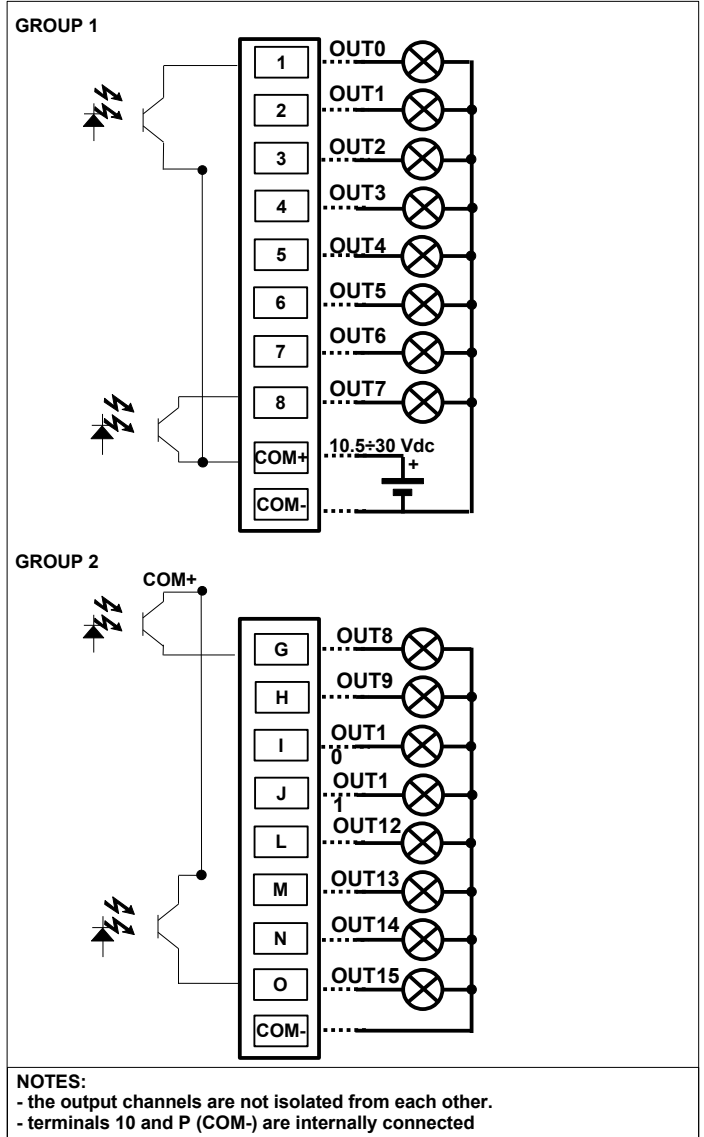 GROUP 1
1 OUT0
2 OUT1
3 OUT2
4 OUT3
5 OUT4
6 OUT5
7 OUT6
8 OUT7
COM+ 10.5÷30 Vdc
+
COM-
GROUP 2
COM+
G OUT8
H OUT9
I OUT1
0
J OUT1
1
L OUT12
M OUT13
N OUT14
O OUT15
COM-
NOTES:
- the output channels are not isolated from each other.
- terminals 10 and P (COM-) are internally connected